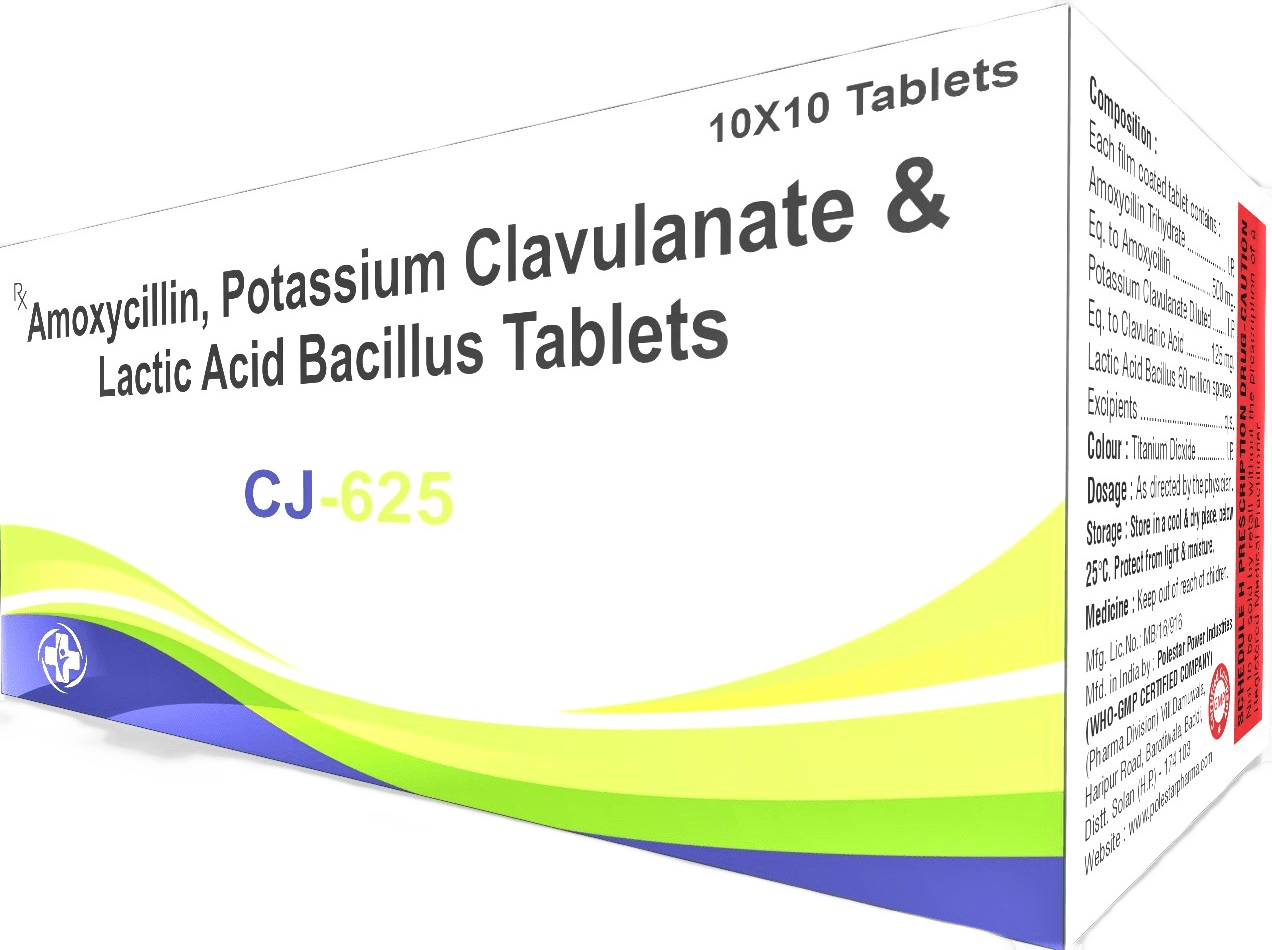 10X10 Tablets
Rx
Amoxycillin, Potassium Clavulanate &
Lactic Acid Bacillus Tablets
CJ-625
Composition :
Each film coated tablet contains :
Amoxycillin Trihydrate .................. I.P.
Eq. to Amoxycillin ............ 500 mg.
Potassium Clavulanate Diluted ...... I.P.
Eq. to Clavulanic Acid .......... 125 mg
Lactic Acid Bacillus 60 million spores
Excipients ................................ q.s.
Colour : Titanium Dioxide ............ I.P.
Dosage : As directed by the physician.
Storage : Store in a cool & dry place, below
25°C. Protect from light & moisture.
Medicine : Keep out of reach of children.
Mfg. Lic.No.: MB/16/916
Mfd. in India by : Polestar Power Industries
(WHO-GMP CERTIFIED COMPANY)
(Pharma Division) Vill.Damuwala,
Haripur Road, Barotiwala, Baddi,
Distt. Solan (H.P.) - 174 103
Website : www.polestarpharma.com
GMP
SCHEDULE H PRESCRIPTION DRUG-CAUTION
Not to be sold by retail without the prescription of a
Registered Medical Practitioner